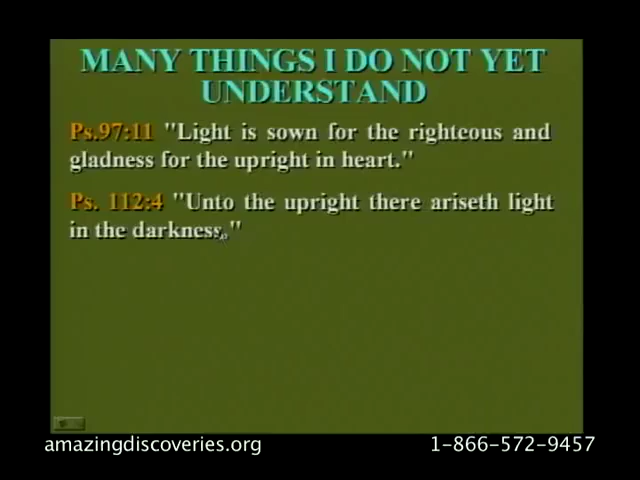 MANY THINGS I DO NOT YET
UNDERSTAND
Ps.97:11 "Light is sown for the righteous and
gladness for the upright in heart."
Ps. 112:4 "Unto the upright there ariseth light
in the darkness."
amazingdiscoveries.org 1-866-572-9457